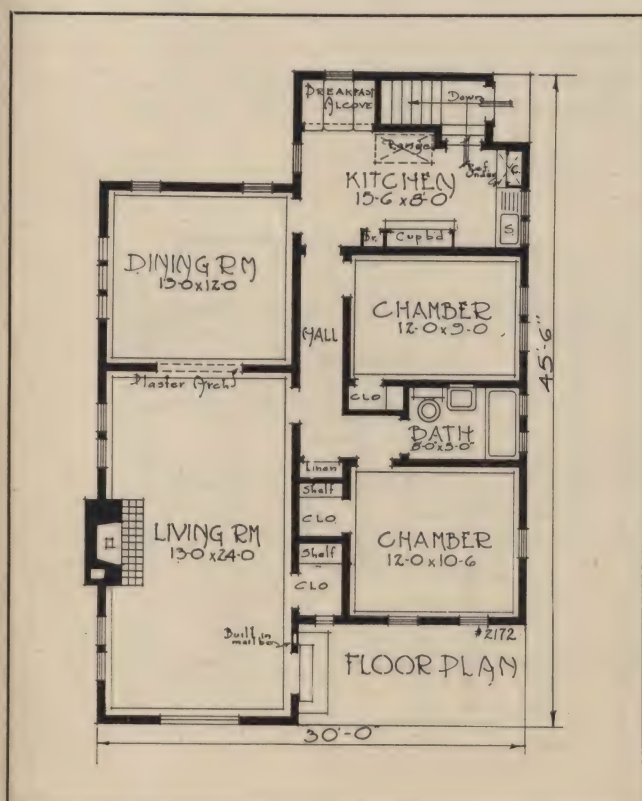 BREAKFAST
ALCOVE
Down
Range
Ref.
Under
C
KITCHEN
15-6 x 8-0
S
Br.
Cupb'd
DINING RM
13-0 x 12-0
CHAMBER
12-0 x 9-0
HALL
45'-6"
Plaster Arch
CLO
BATH
8-0 x 5-0
Linen
Shelf
CLO
LIVING RM
13-0 x 24-0
CHAMBER
12-0 x 10-6
Shelf
CLO
Built in
mail box
#2172
FLOOR PLAN
30'-0"